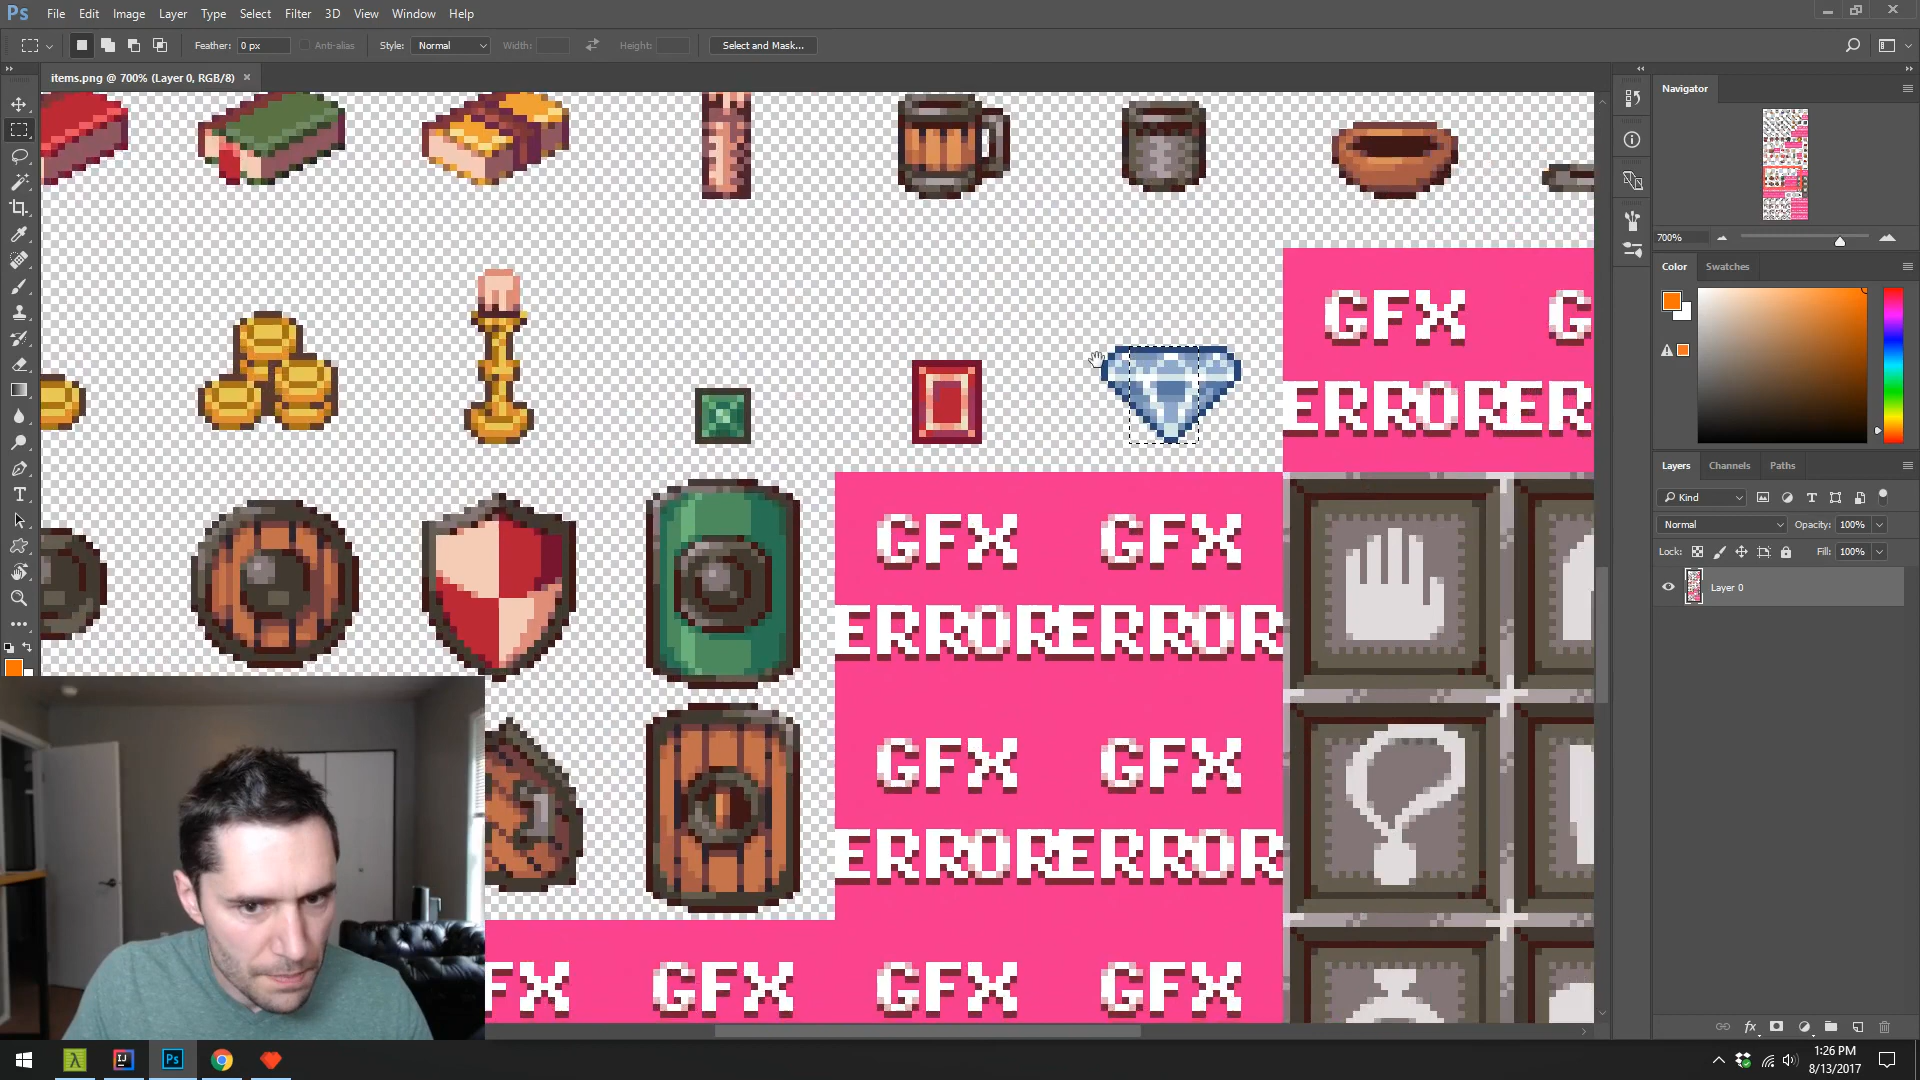 Ps File Edit Image Layer Type Select Filter 3D View Window Help
Feather: 0 px Anti-alias Style: Normal Width: Height: Select and Mask...
items.png @ 700% (Layer 0, RGB/8) ×
Navigator
700%
Color Swatches
GFX
ERRORER
Layers Channels Paths
Kind
Normal Opacity: 100%
Lock: Fill: 100%
Layer 0
GFX GFX
ERRORERROR
GFX GFX
ERRORERROR
FX GFX GFX GFX
IJ Ps
1:26 PM
8/13/2017